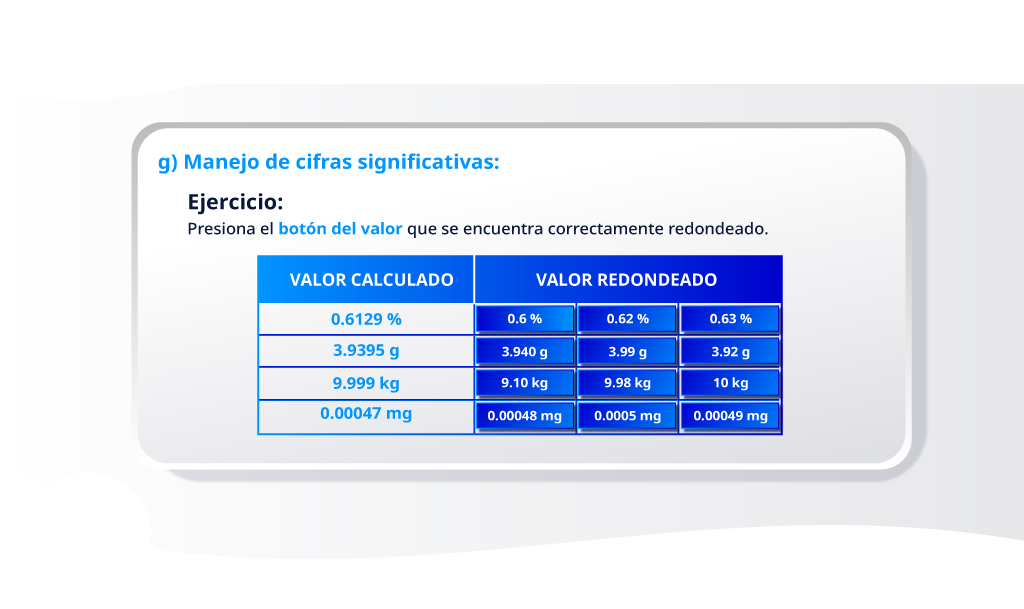 g) Manejo de cifras significativas:
Ejercicio:
Presiona el botón del valor que se encuentra correctamente redondeado.
VALOR CALCULADO VALOR REDONDEADO
0.6129 % 0.6 % 0.62 % 0.63 %
3.9395 g 3.940 g 3.99 g 3.92 g
9.999 kg 9.10 kg 9.98 kg 10 kg
0.00047 mg 0.00048 mg 0.0005 mg 0.00049 mg